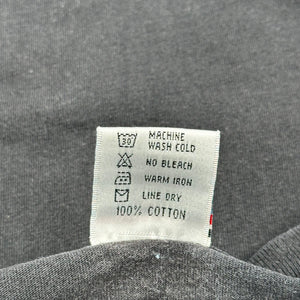 30 MACHINE
WASH COLD
NO BLEACH
WARM IRON
LINE DRY
100% COTTON